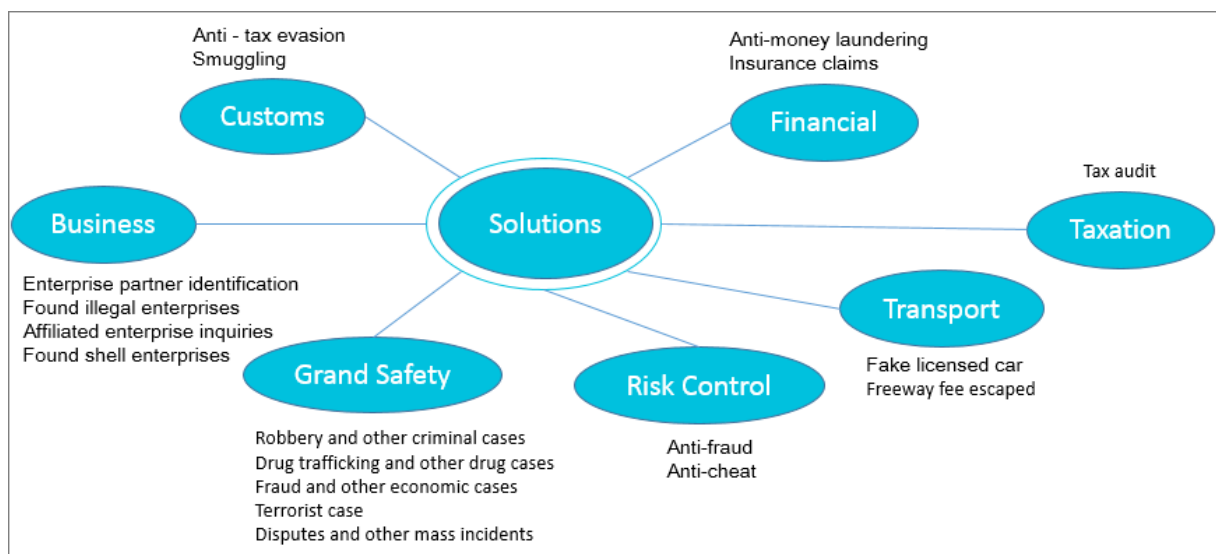 Anti - tax evasion
Smuggling
Customs
Anti-money laundering
Insurance claims
Financial
Tax audit
Taxation
Business
Enterprise partner identification
Found illegal enterprises
Affiliated enterprise inquiries
Found shell enterprises
Solutions
Transport
Fake licensed car
Freeway fee escaped
Grand Safety
Robbery and other criminal cases
Drug trafficking and other drug cases
Fraud and other economic cases
Terrorist case
Disputes and other mass incidents
Risk Control
Anti-fraud
Anti-cheat